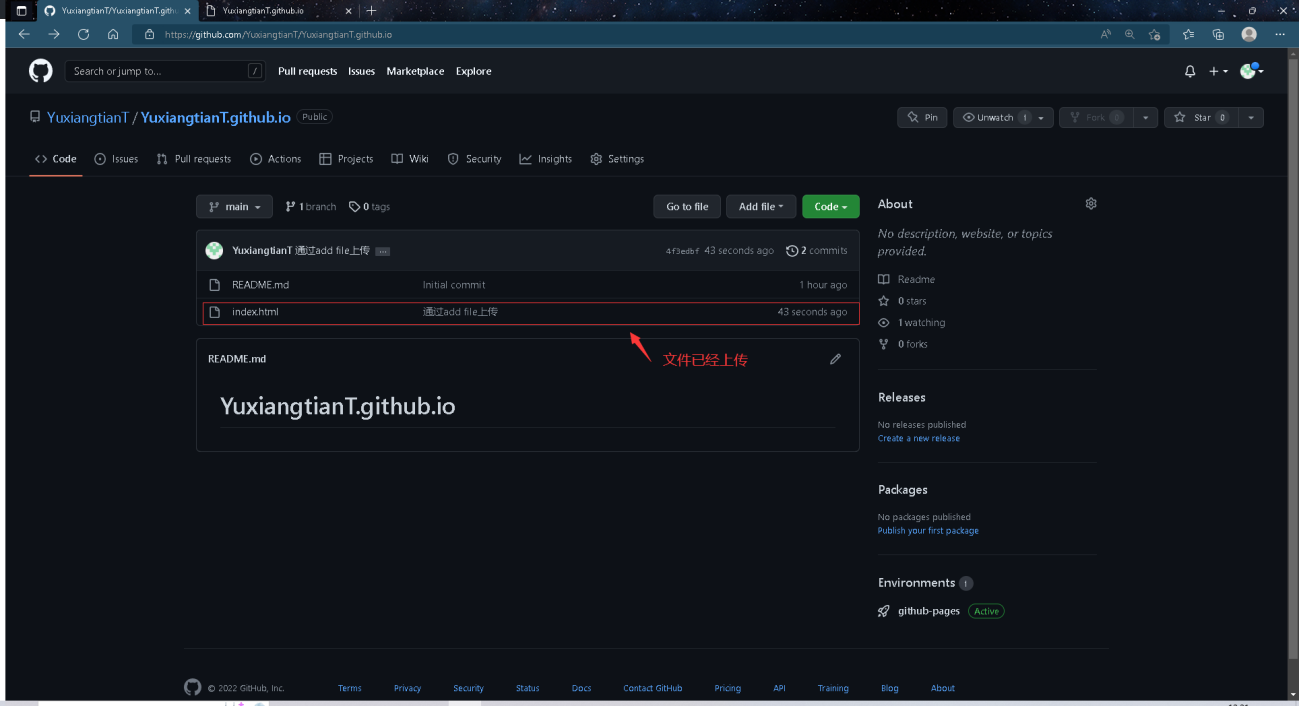 YuxiangtianT/YuxiangtianT.gith
YuxiangtianT.github.io
https://github.com/YuxiangtianT/YuxiangtianT.github.io
Search or jump to...
/
Pull requests Issues Marketplace Explore
YuxiangtianT / YuxiangtianT.github.io Public
Pin
Unwatch 1
Fork 0
Star 0
Code Issues Pull requests Actions Projects Wiki Security Insights Settings
main 1 branch 0 tags
Go to file Add file Code
YuxiangtianT 通过add file上传 ...
4f3edbf 43 seconds ago 2 commits
README.md Initial commit 1 hour ago
index.html 通过add file上传 43 seconds ago
文件已经上传
README.md
YuxiangtianT.github.io
About
No description, website, or topics
provided.
Readme
0 stars
1 watching
0 forks
Releases
No releases published
Create a new release
Packages
No packages published
Publish your first package
Environments 1
github-pages Active
© 2022 GitHub, Inc. Terms Privacy Security Status Docs Contact GitHub Pricing API Training Blog About